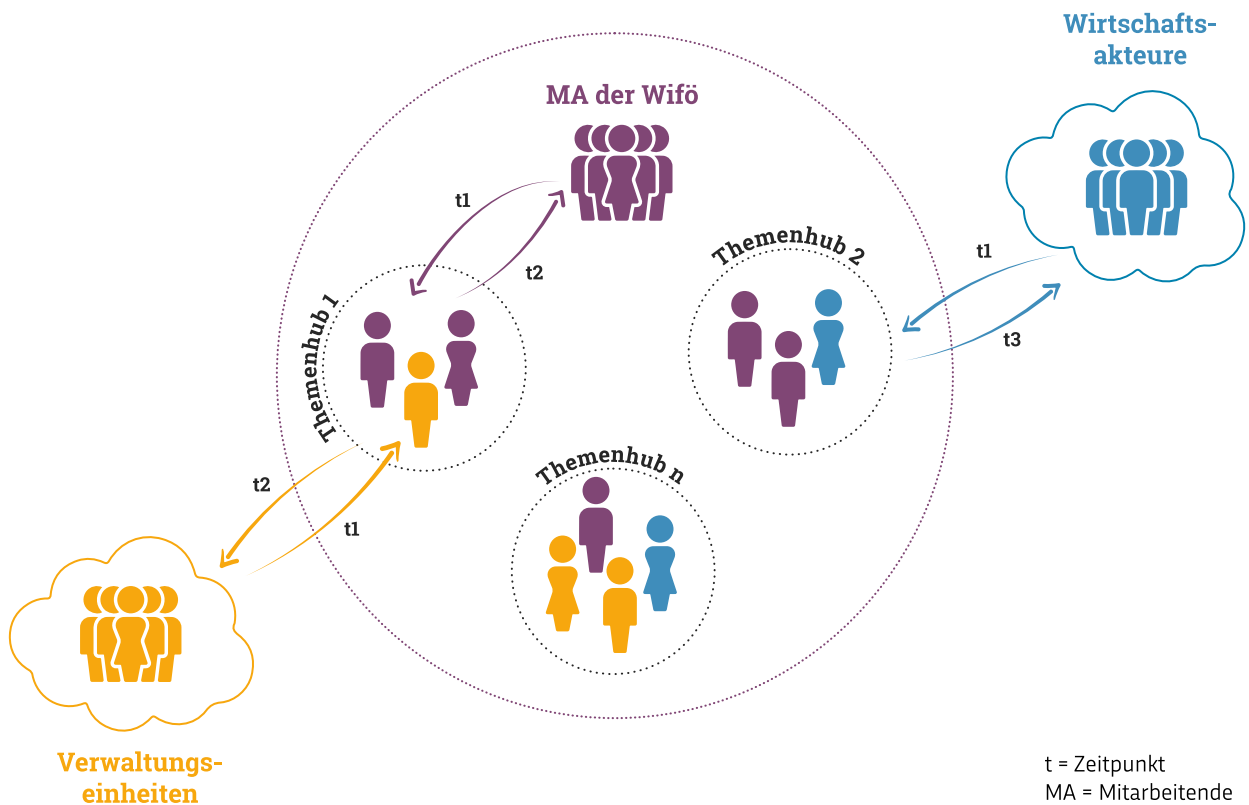 Wirtschafts-
akteure
MA der Wifö
t1
t2
Themenhub 1
Themenhub 2
t1
t3
Themenhub n
t2
t1
Verwaltungs-
einheiten
t = Zeitpunkt
MA = Mitarbeitende